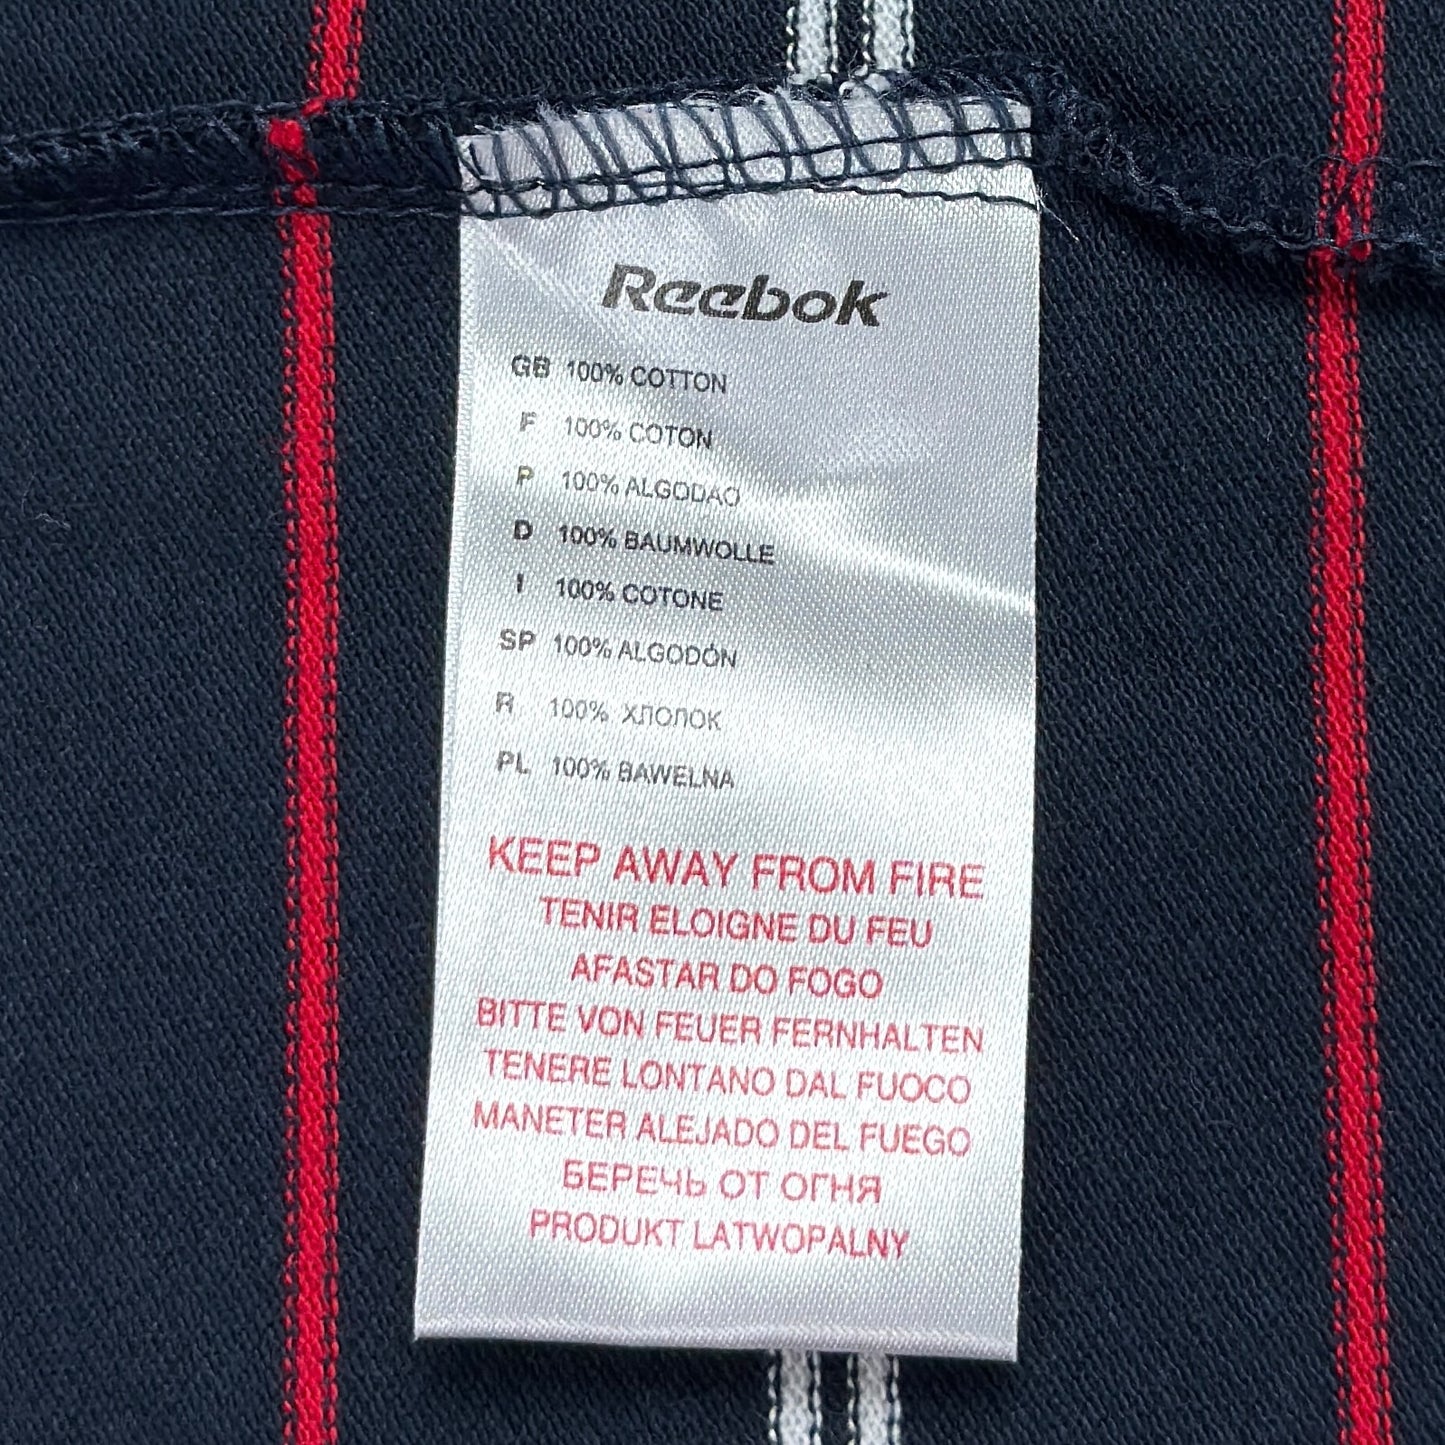 Reebok
GB 100% COTTON
F 100% COTON
P 100% ALGODAO
D 100% BAUMWOLLE
I 100% COTONE
SP 100% ALGODÓN
R 100% ХЛОПОК
PL 100% BAWELNA
KEEP AWAY FROM FIRE
TENIR ELOIGNE DU FEU
AFASTAR DO FOGO
BITTE VON FEUER FERNHALTEN
TENERE LONTANO DAL FUOCO
MANETER ALEJADO DEL FUEGO
БЕРЕЧЬ ОТ ОГНЯ
PRODUKT LATWOPALNY